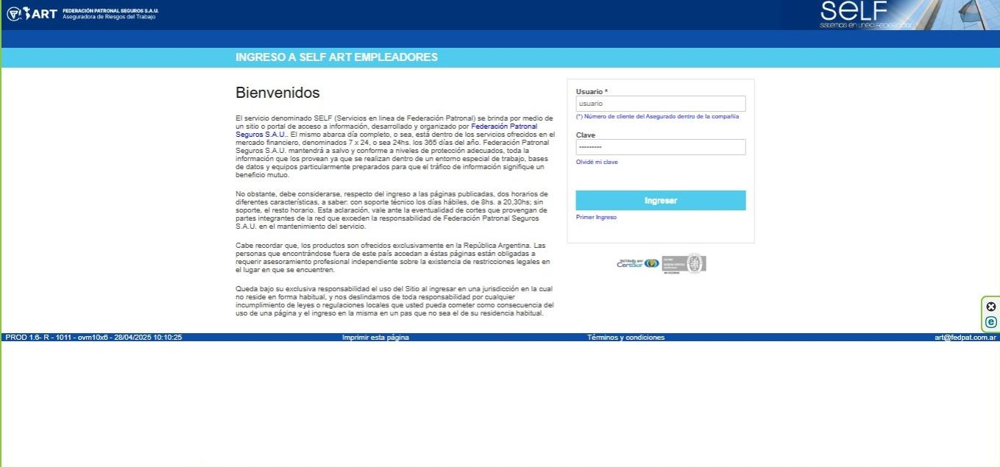 ART
FEDERACIÓN PATRONAL SEGUROS S.A.U.
Aseguradora de Riesgos del Trabajo
SELF
sistemas en línea Federación
INGRESO A SELF ART EMPLEADORES
Bienvenidos
El servicio denominado SELF (Servicios en linea de Federación Patronal) se brinda por medio de
un sitio o portal de acceso a información, desarrollado y organizado por Federación Patronal
Seguros S.A.U.. El mismo abarca día completo, o sea, está dentro de los servicios ofrecidos en el
mercado financiero, denominados 7 x 24, o sea 24hs. los 365 días del año. Federación Patronal
Seguros S.A.U. mantendrá a salvo y conforme a niveles de protección adecuados, toda la
información que los provean ya que se realizan dentro de un entorno especial de trabajo, bases
de datos y equipos particularmente preparados para que el tráfico de información signifique un
beneficio mutuo.
No obstante, debe considerarse, respecto del ingreso a las páginas publicadas, dos horarios de
diferentes características, a saber: con soporte técnico los días hábiles, de 8hs. a 20,30hs; sin
soporte, el resto horario. Esta aclaración, vale ante la eventualidad de cortes que provengan de
partes integrantes de la red que exceden la responsabilidad de Federación Patronal Seguros
S.A.U. en el mantenimiento del servicio.
Cabe recordar que, los productos son ofrecidos exclusivamente en la República Argentina. Las
personas que encontrándose fuera de este país accedan a éstas páginas están obligadas a
requerir asesoramiento profesional independiente sobre la existencia de restricciones legales en
el lugar en que se encuentren.
Queda bajo su exclusiva responsabilidad el uso del Sitio al ingresar en una jurisdicción en la cual
no reside en forma habitual, y nos deslindamos de toda responsabilidad por cualquier
incumplimiento de leyes o regulaciones locales que usted pueda cometer como consecuencia del
uso de una página y el ingreso en la misma en un pas que no sea el de su residencia habitual.
Usuario *
usuario
(*) Número de cliente del Asegurado dentro de la compañía
Clave
Olvidé mi clave
Ingresar
Primer Ingreso
CertiSur
PROD 1.6- R - 1011 - ovm10x6 - 28/04/2025 10:10:25
Imprimir esta página
Términos y condiciones
art@fedpat.com.ar